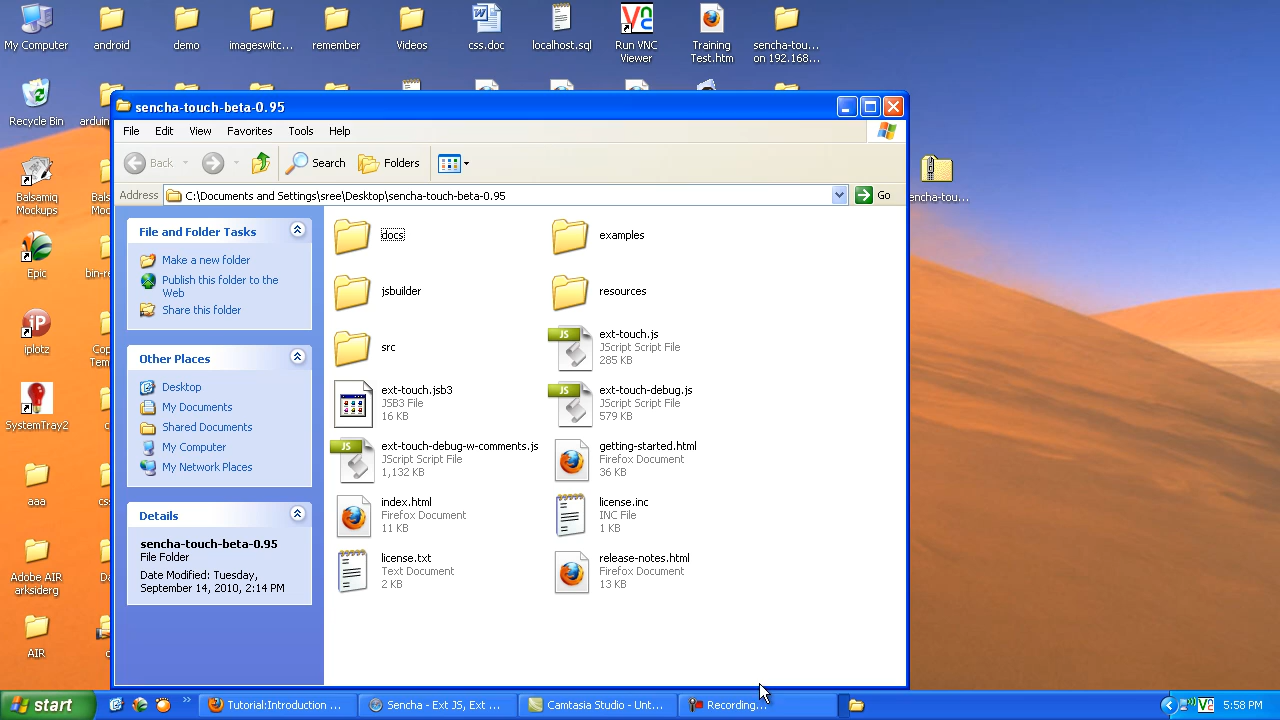 My Computer
android
demo
imageswitc...
remember
Videos
css.doc
localhost.sql
Run VNC
Viewer
Training
Test.htm
sencha-tou...
on 192.168...
sencha-touch-beta-0.95
Recycle Bin
File Edit View Favorites Tools Help
Back
Search
Folders
Address
C:\Documents and Settings\sree\Desktop\sencha-touch-beta-0.95
Go
Balsamiq
Mockups
File and Folder Tasks
Make a new folder
Publish this folder to the
Web
Share this folder
Other Places
Desktop
My Documents
Shared Documents
My Computer
My Network Places
Details
sencha-touch-beta-0.95
File Folder
Date Modified: Tuesday,
September 14, 2010, 2:14 PM
docs
examples
jsbuilder
resources
src
ext-touch.js
JScript Script File
285 KB
ext-touch.jsb3
JSB3 File
16 KB
ext-touch-debug.js
JScript Script File
579 KB
ext-touch-debug-w-comments.js
JScript Script File
1,132 KB
getting-started.html
Firefox Document
36 KB
index.html
Firefox Document
11 KB
license.inc
INC File
1 KB
license.txt
Text Document
2 KB
release-notes.html
Firefox Document
13 KB
Epic
iplotz
SystemTray2
aaa
Adobe AIR
arksiderg
AIR
start
Tutorial:Introduction ...
Sencha - Ext JS, Ext ...
Camtasia Studio - Unt...
Recording...
5:58 PM